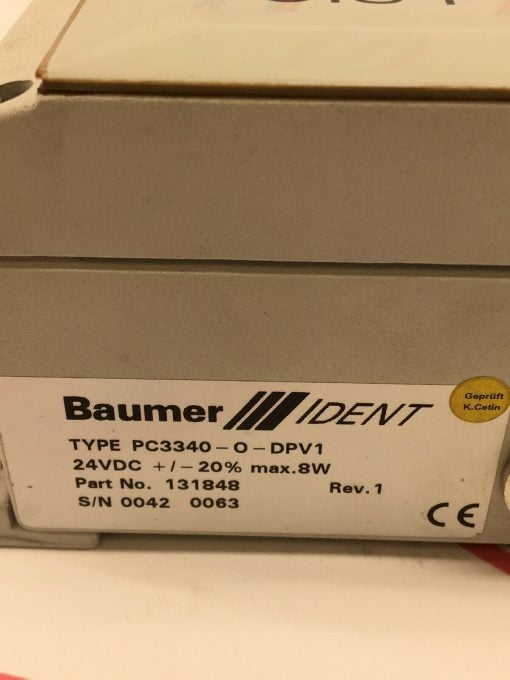 Baumer IDENT
Geprüft
K.Cetin
TYPE PC3340-O-DPV1
24VDC +/-20% max.8W
Part No. 131848 Rev.1
S/N 0042 0063
CE